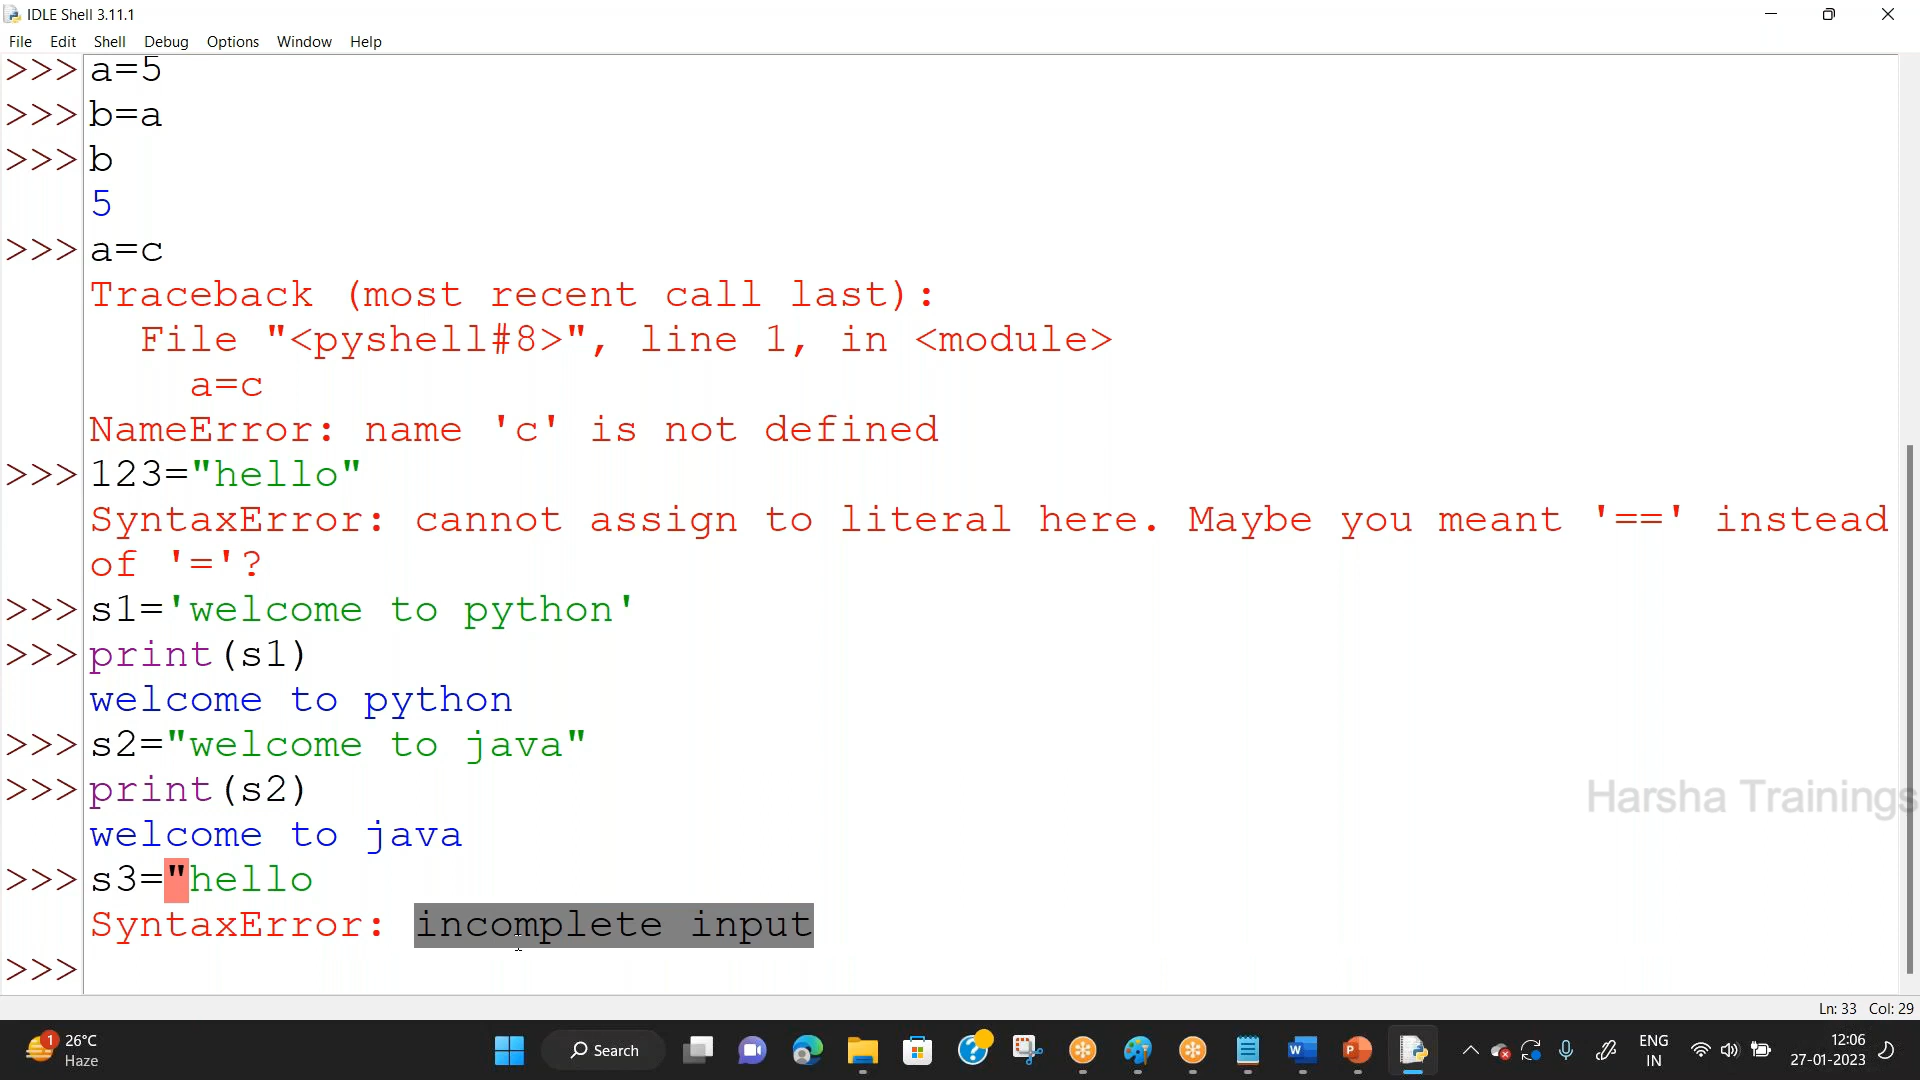 IDLE Shell 3.11.1
File Edit Shell Debug Options Window Help
>>> a=5
>>> b=a
>>> b
5
>>> a=c
Traceback (most recent call last):
  File "<pyshell#8>", line 1, in <module>
    a=c
NameError: name 'c' is not defined
>>> 123="hello"
SyntaxError: cannot assign to literal here. Maybe you meant '==' instead
of '='?
>>> s1='welcome to python'
>>> print(s1)
welcome to python
>>> s2="welcome to java"
>>> print(s2)
welcome to java
Harsha Trainings
>>> s3="hello
SyntaxError: incomplete input
>>>
Ln: 33 Col: 29
1
26°C
Haze
Search
ENG
IN
12:06
27-01-2023